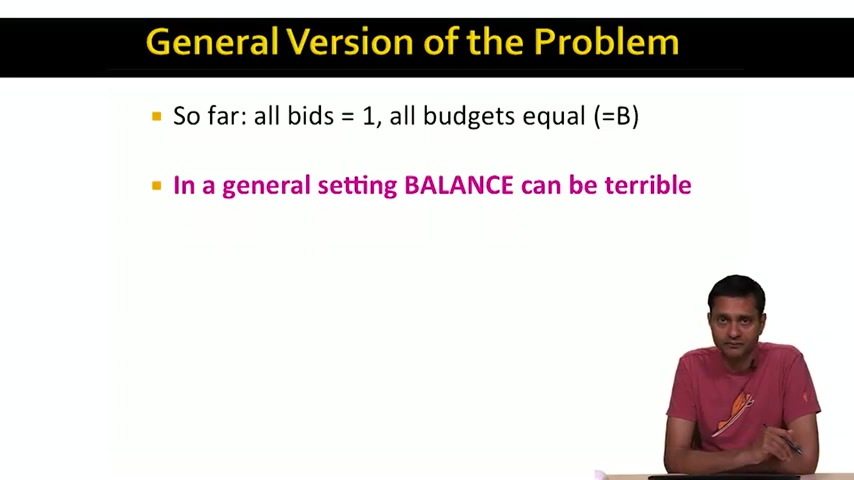 General Version of the Problem
So far: all bids = 1, all budgets equal (=B)
In a general setting BALANCE can be terrible